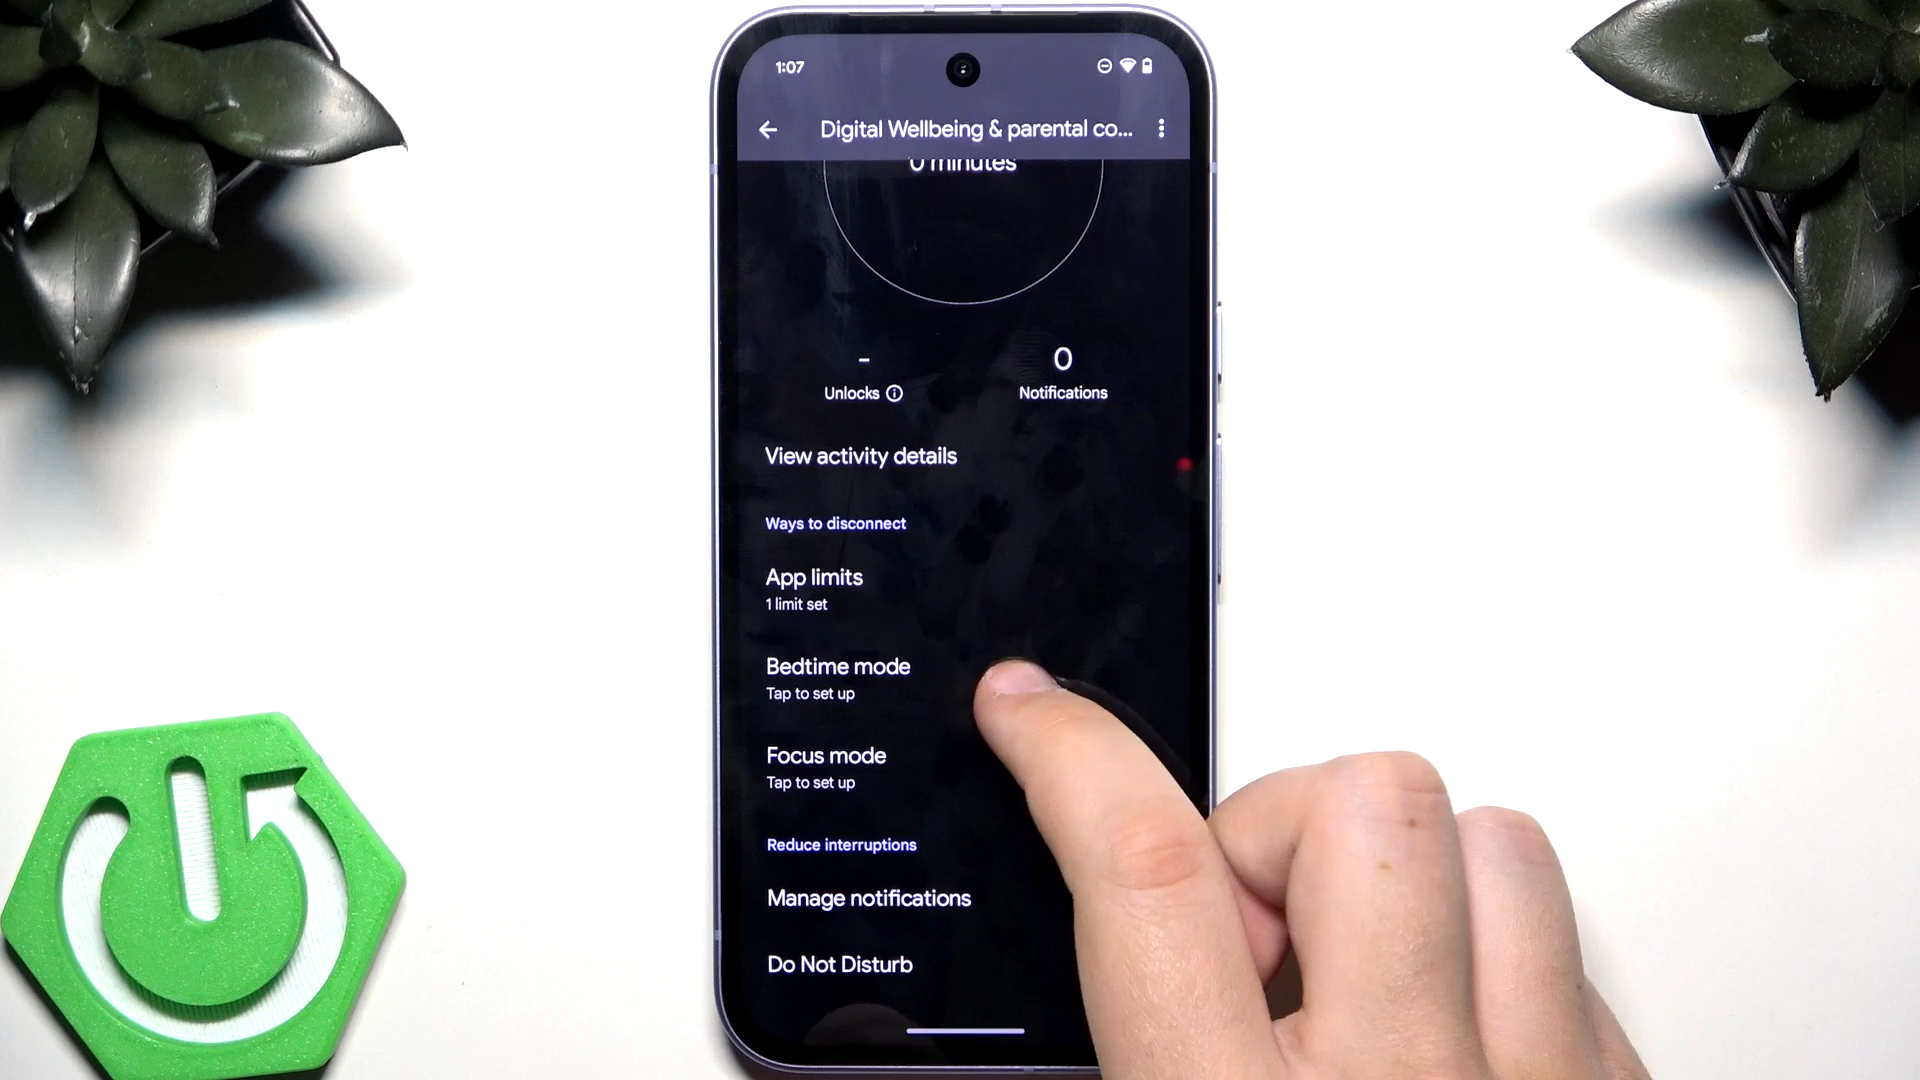 1:07
Digital Wellbeing & parental co...
0 minutes
-
0
Unlocks
Notifications
View activity details
Ways to disconnect
App limits
1 limit set
Bedtime mode
Tap to set up
Focus mode
Tap to set up
Reduce interruptions
Manage notifications
Do Not Disturb